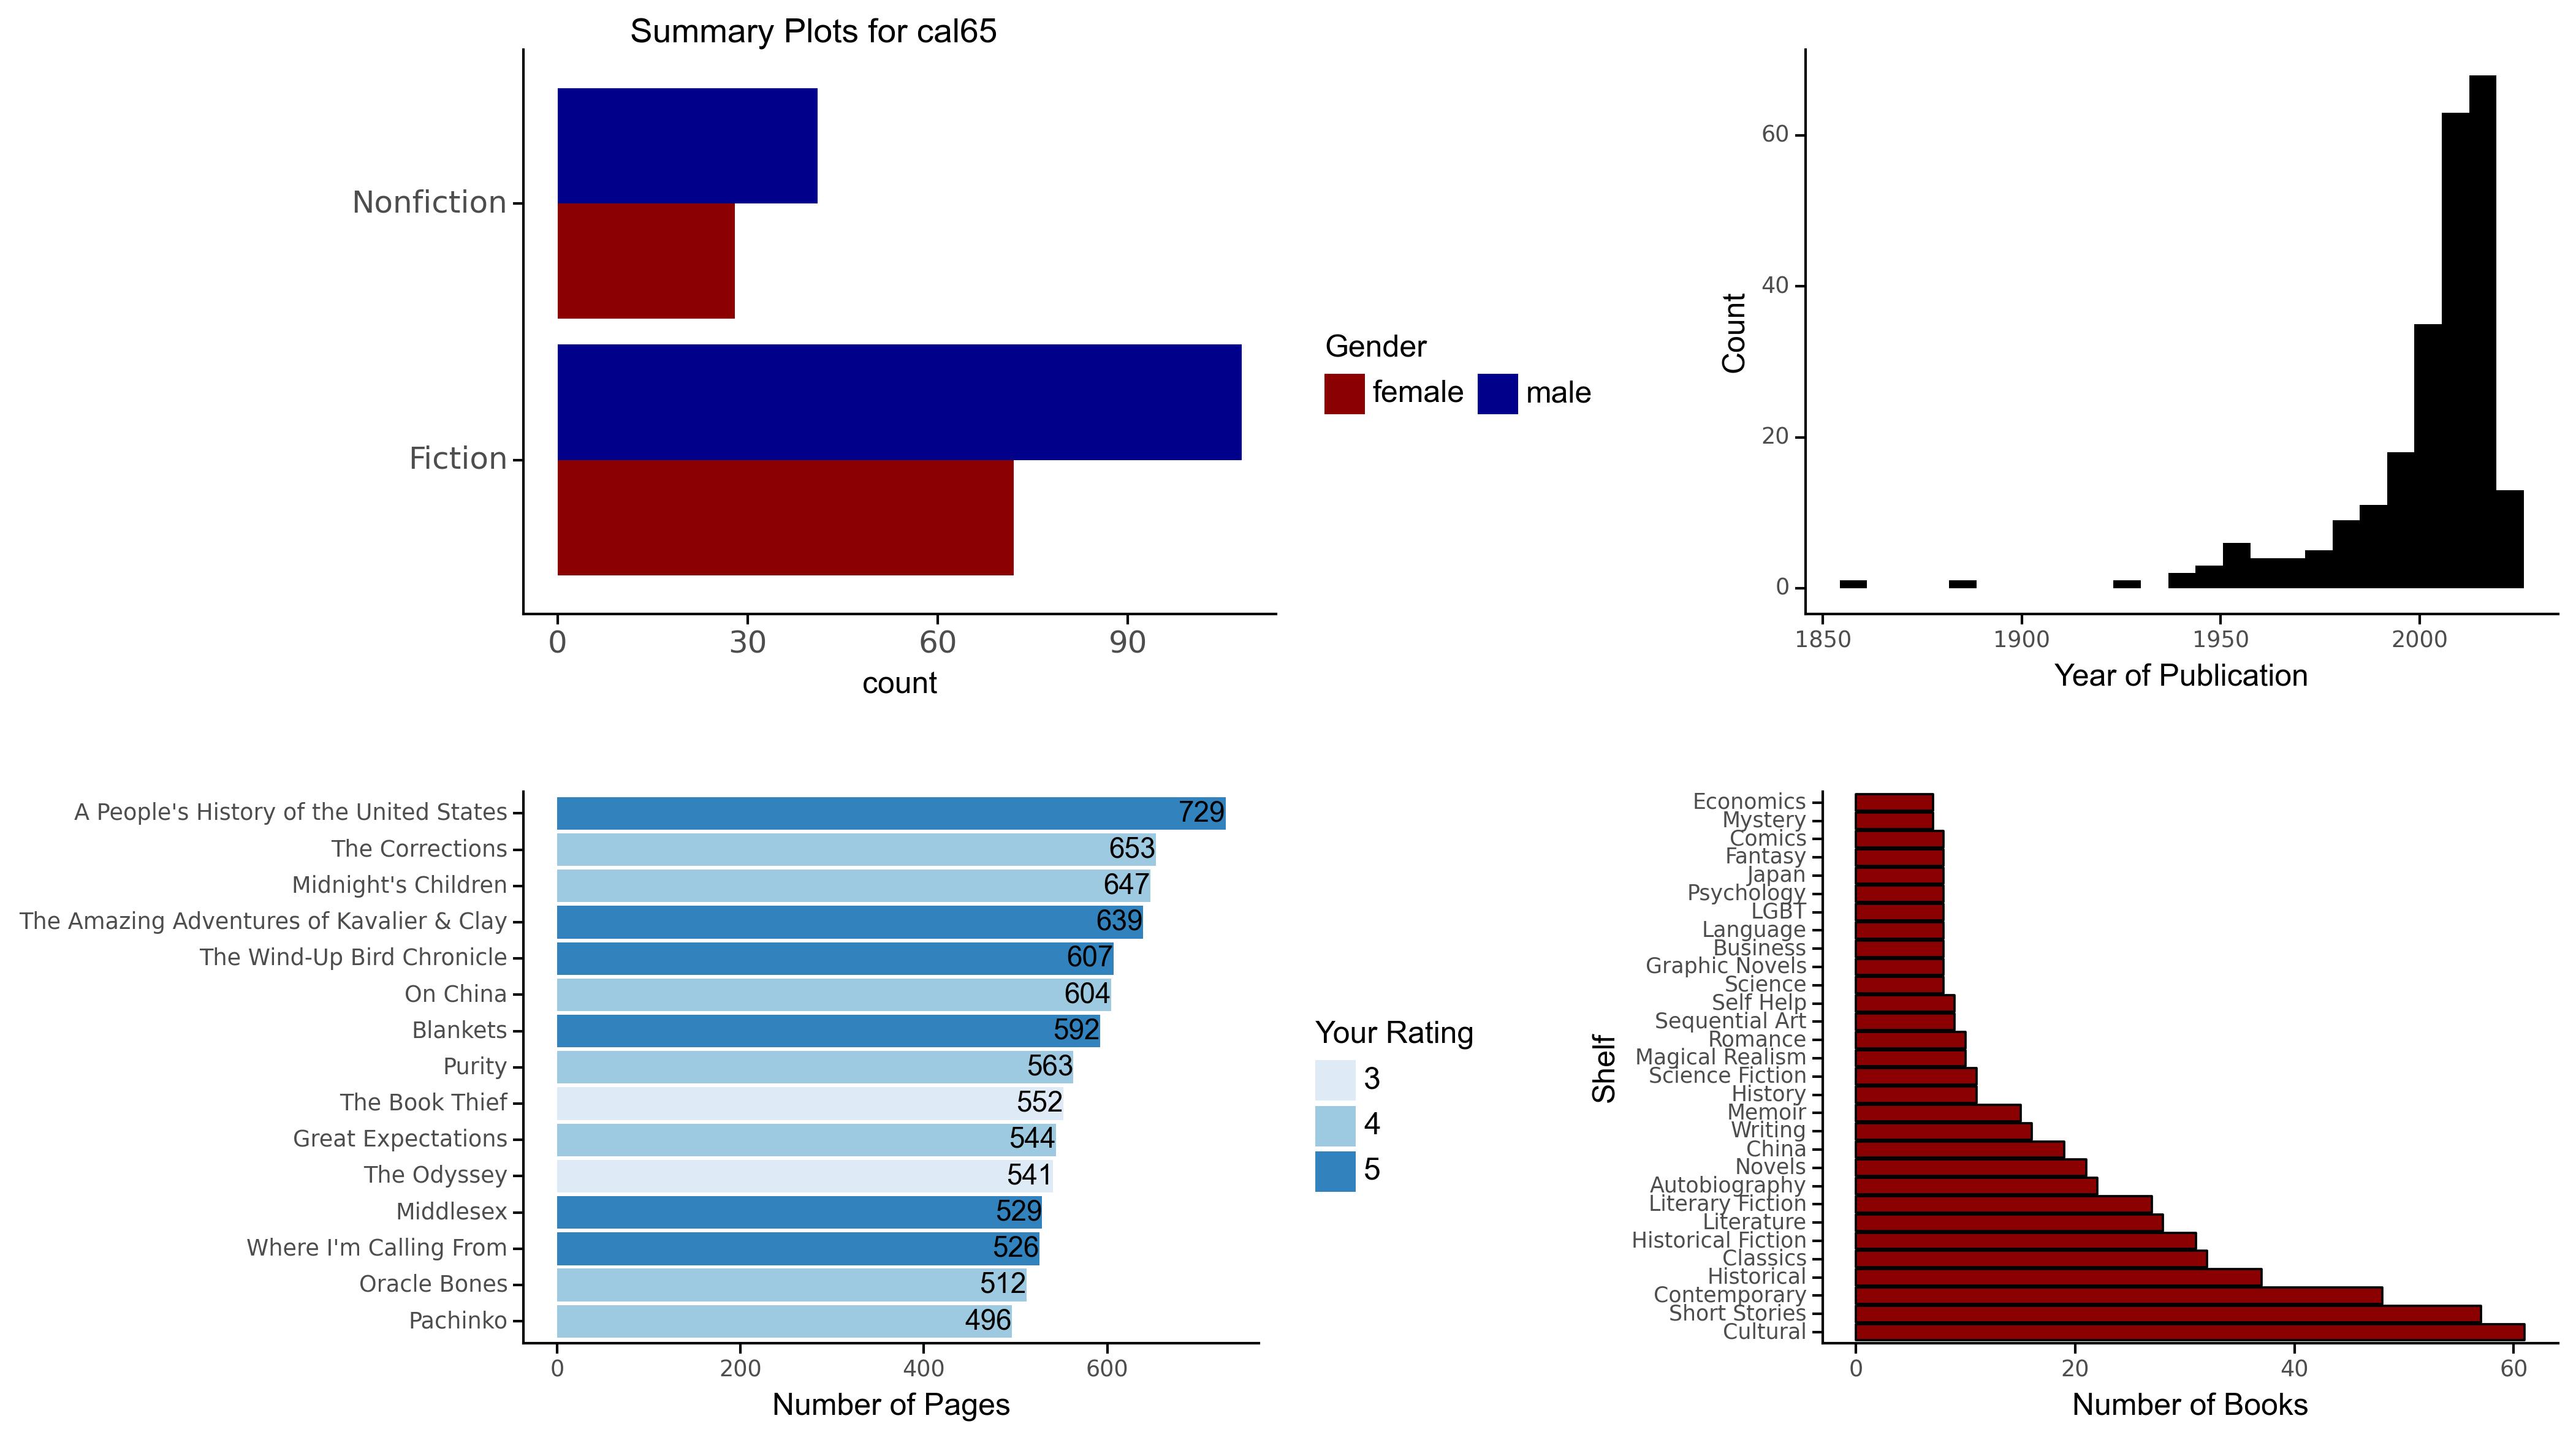 Summary Plots for cal65
Nonfiction
Fiction
0 30 60 90
count
Gender
female male
Count
60
40
20
0
1850 1900 1950 2000
Year of Publication
A People's History of the United States 729
The Corrections 653
Midnight's Children 647
The Amazing Adventures of Kavalier & Clay 639
The Wind-Up Bird Chronicle 607
On China 604
Blankets 592
Purity 563
The Book Thief 552
Great Expectations 544
The Odyssey 541
Middlesex 529
Where I'm Calling From 526
Oracle Bones 512
Pachinko 496
0 200 400 600
Number of Pages
Your Rating
3
4
5
Shelf
Economics
Mystery
Comics
Fantasy
Japan
Psychology
LGBT
Language
Business
Graphic Novels
Science
Self Help
Sequential Art
Romance
Magical Realism
Science Fiction
History
Memoir
Writing
China
Novels
Autobiography
Literary Fiction
Literature
Historical Fiction
Classics
Historical
Contemporary
Short Stories
Cultural
0 20 40 60
Number of Books